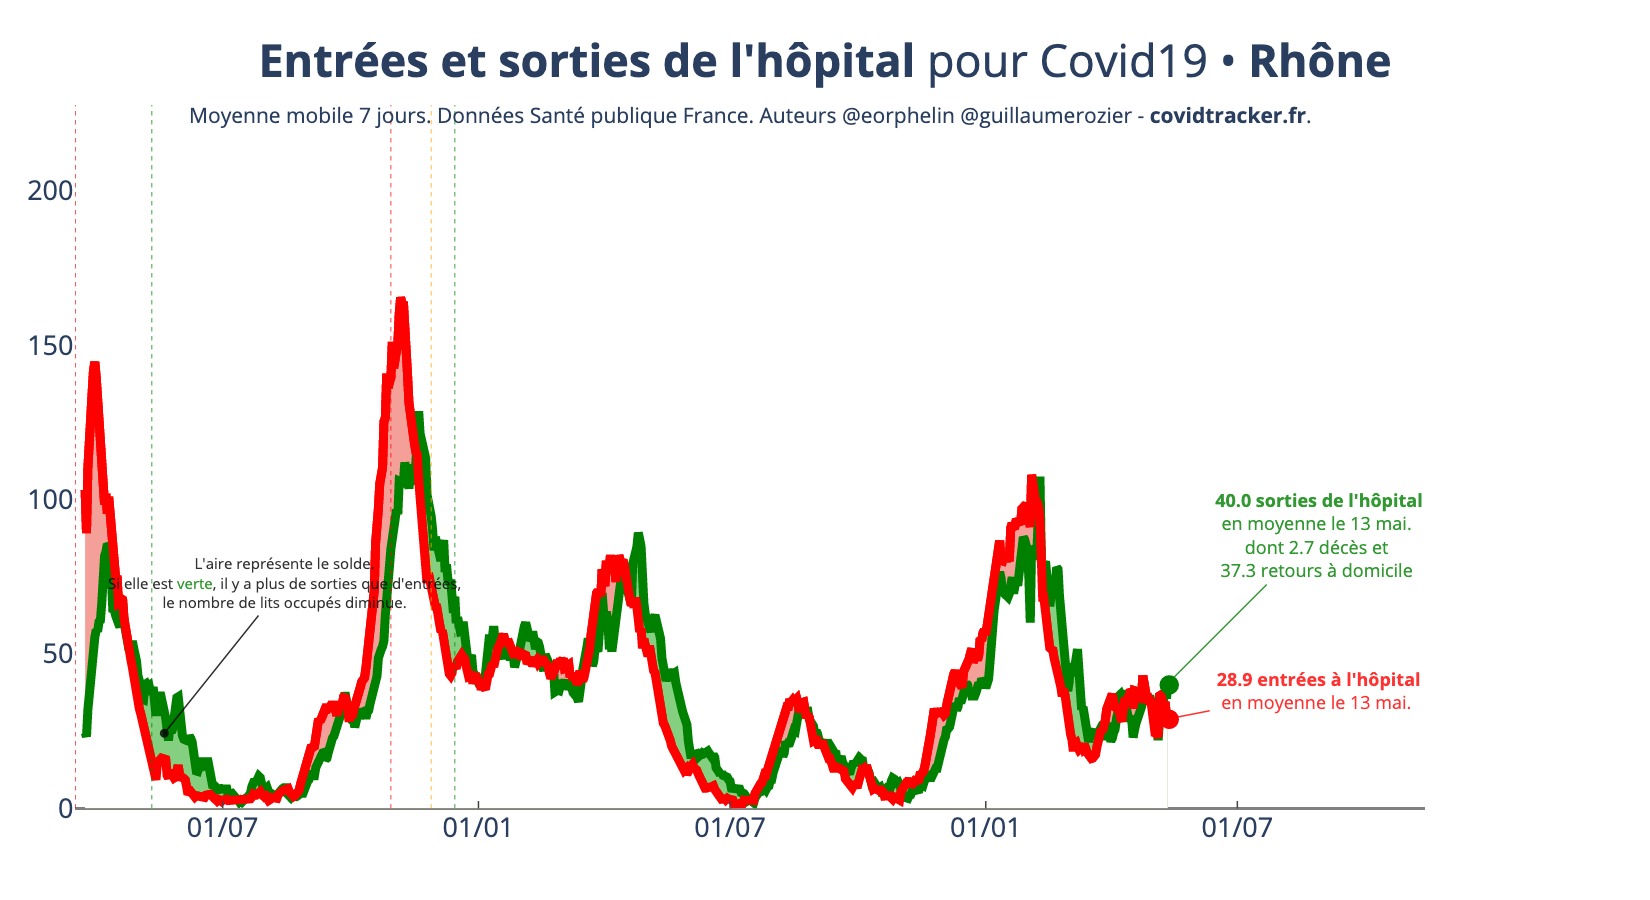 Entrées et sorties de l'hôpital pour Covid19 • Rhône
Moyenne mobile 7 jours. Données Santé publique France. Auteurs @eorphelin @guillaumerozier - covidtracker.fr.
200
150
100
50
0
L'aire représente le solde.
Si elle est verte, il y a plus de sorties que d'entrées,
le nombre de lits occupés diminue.
40.0 sorties de l'hôpital
en moyenne le 13 mai.
dont 2.7 décès et
37.3 retours à domicile
28.9 entrées à l'hôpital
en moyenne le 13 mai.
01/07
01/01
01/07
01/01
01/07